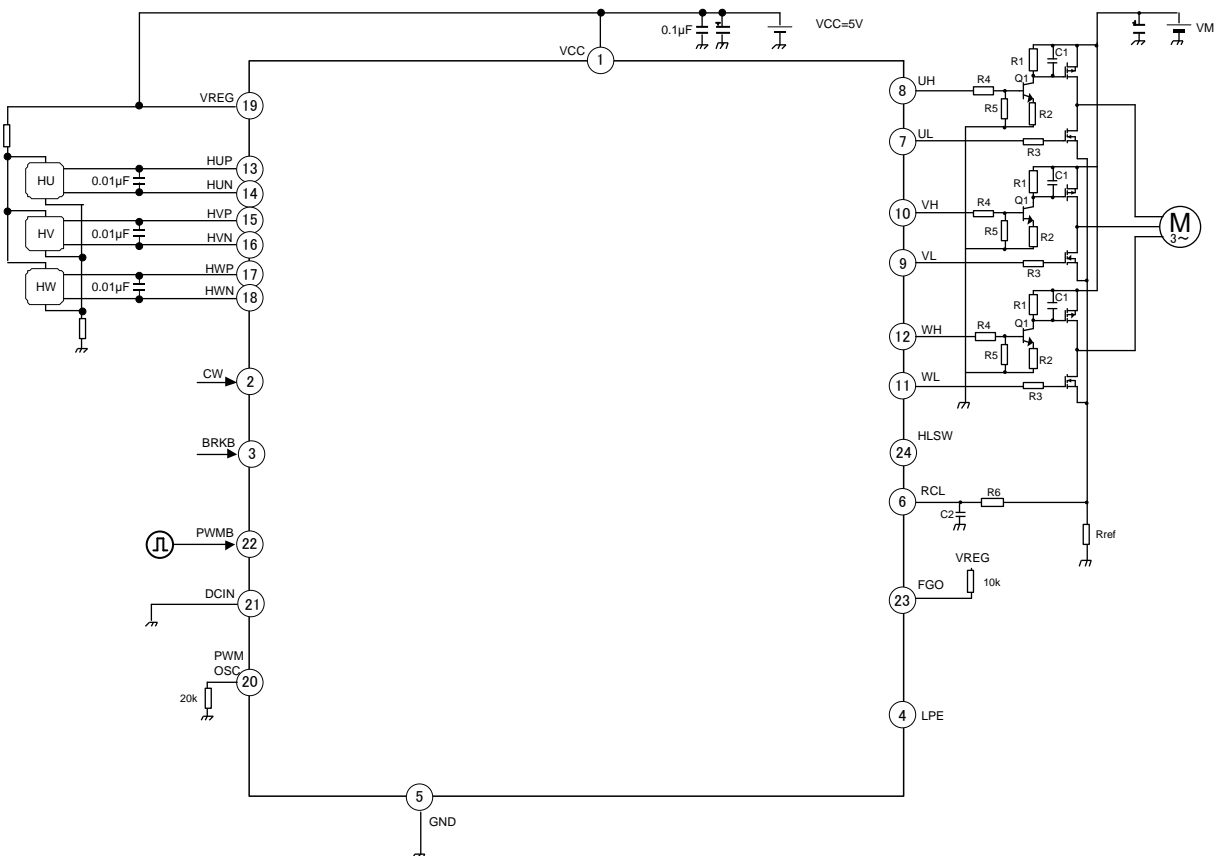 0.1µF
VCC=5V
VM
VCC
1
VREG
19
HUP
13
HU
0.01µF
HUN
14
HVP
15
HV
0.01µF
HVN
16
HWP
17
HW
0.01µF
HWN
18
CW
2
BRKB
3
PWMB
22
DCIN
21
PWM
OSC
20
20k
5
GND
8
UH
R4
R5
R1
C1
Q1
R2
7
UL
R3
10
VH
R4
R5
R1
C1
Q1
R2
9
VL
R3
M
3~
12
WH
R4
R5
R1
C1
Q1
R2
11
WL
R3
HLSW
24
6
RCL
R6
C2
Rref
VREG
10k
FGO
23
4
LPE